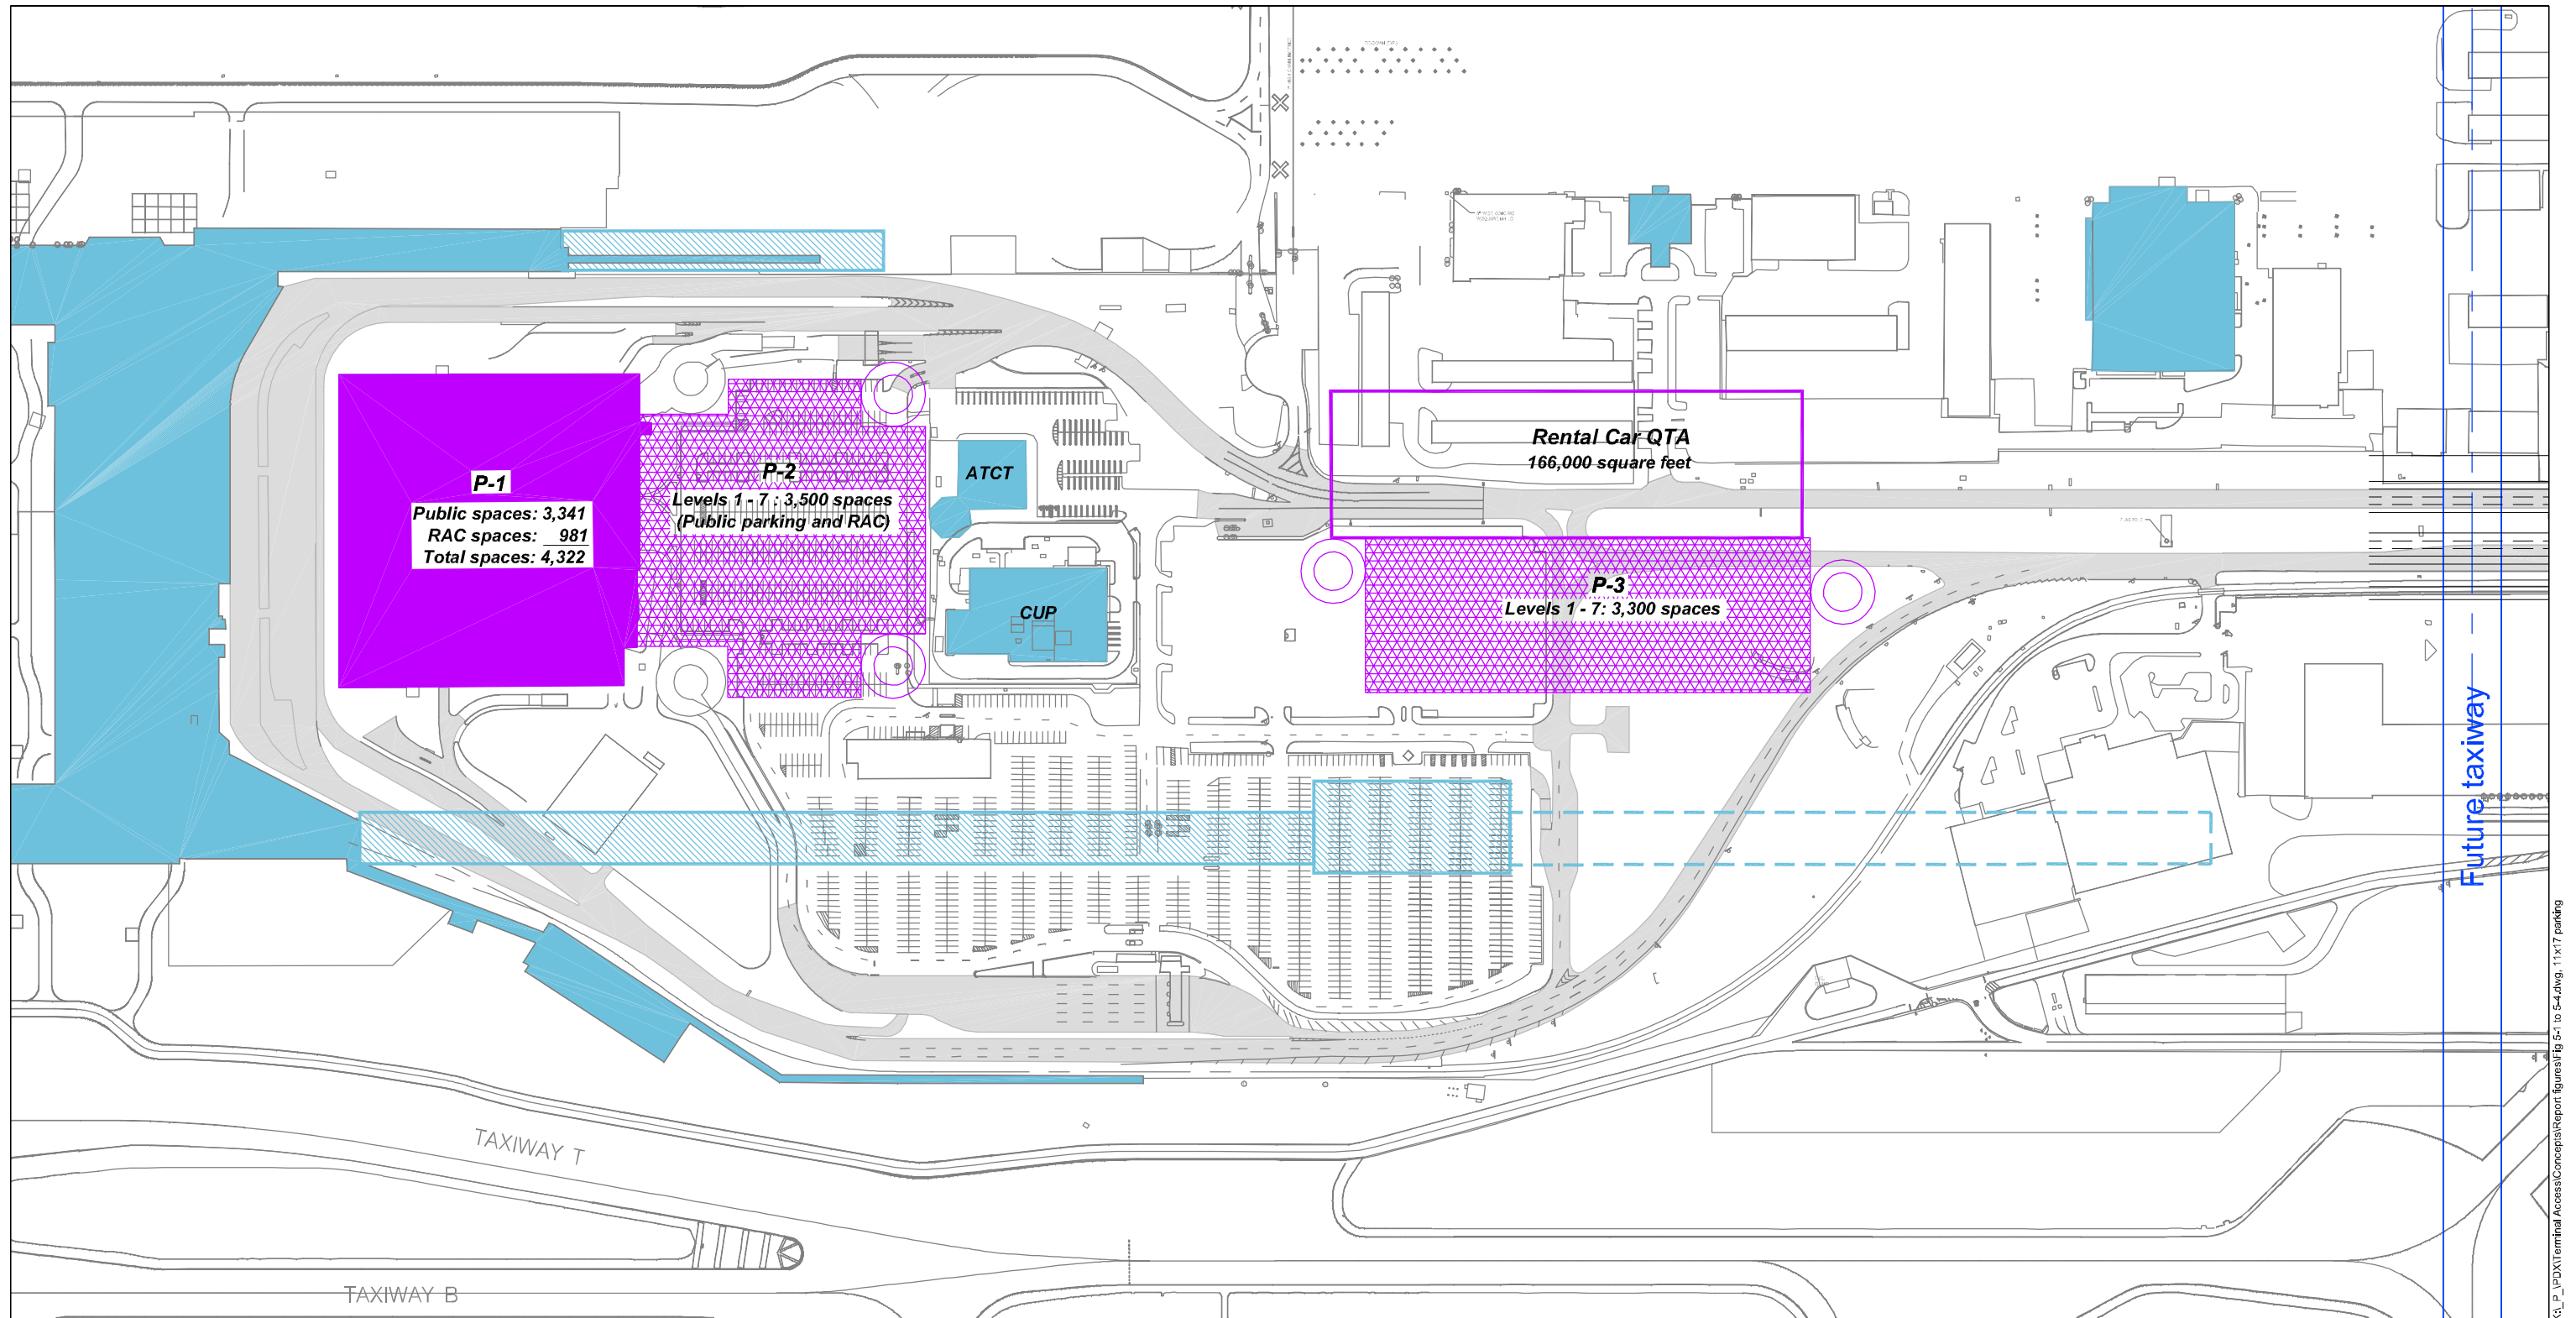 P-1
Public spaces: 3,341
RAC spaces: 981
Total spaces: 4,322
P-2
Levels 1 - 7 : 3,500 spaces
(Public parking and RAC)
ATCT
CUP
Rental Car QTA
166,000 square feet
P-3
Levels 1 - 7: 3,300 spaces
Future taxiway
TAXIWAY T
TAXIWAY B